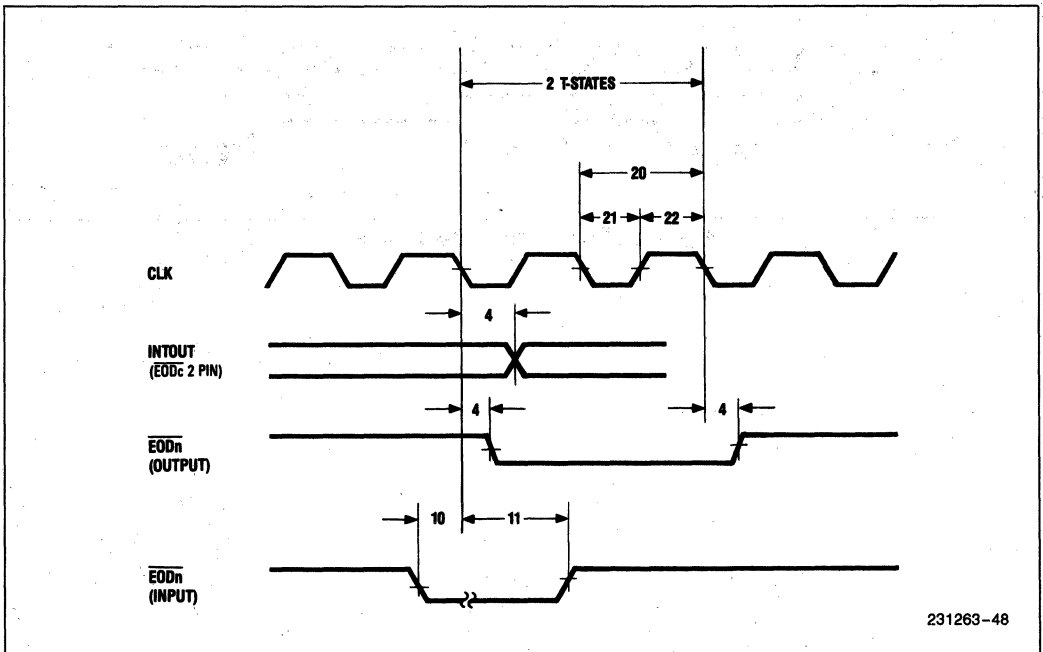 2 T-STATES
20
21 22
CLK
4
INTOUT
(EODc 2 PIN)
4 4
EODn
(OUTPUT)
10 11
EODn
(INPUT)
231263-48